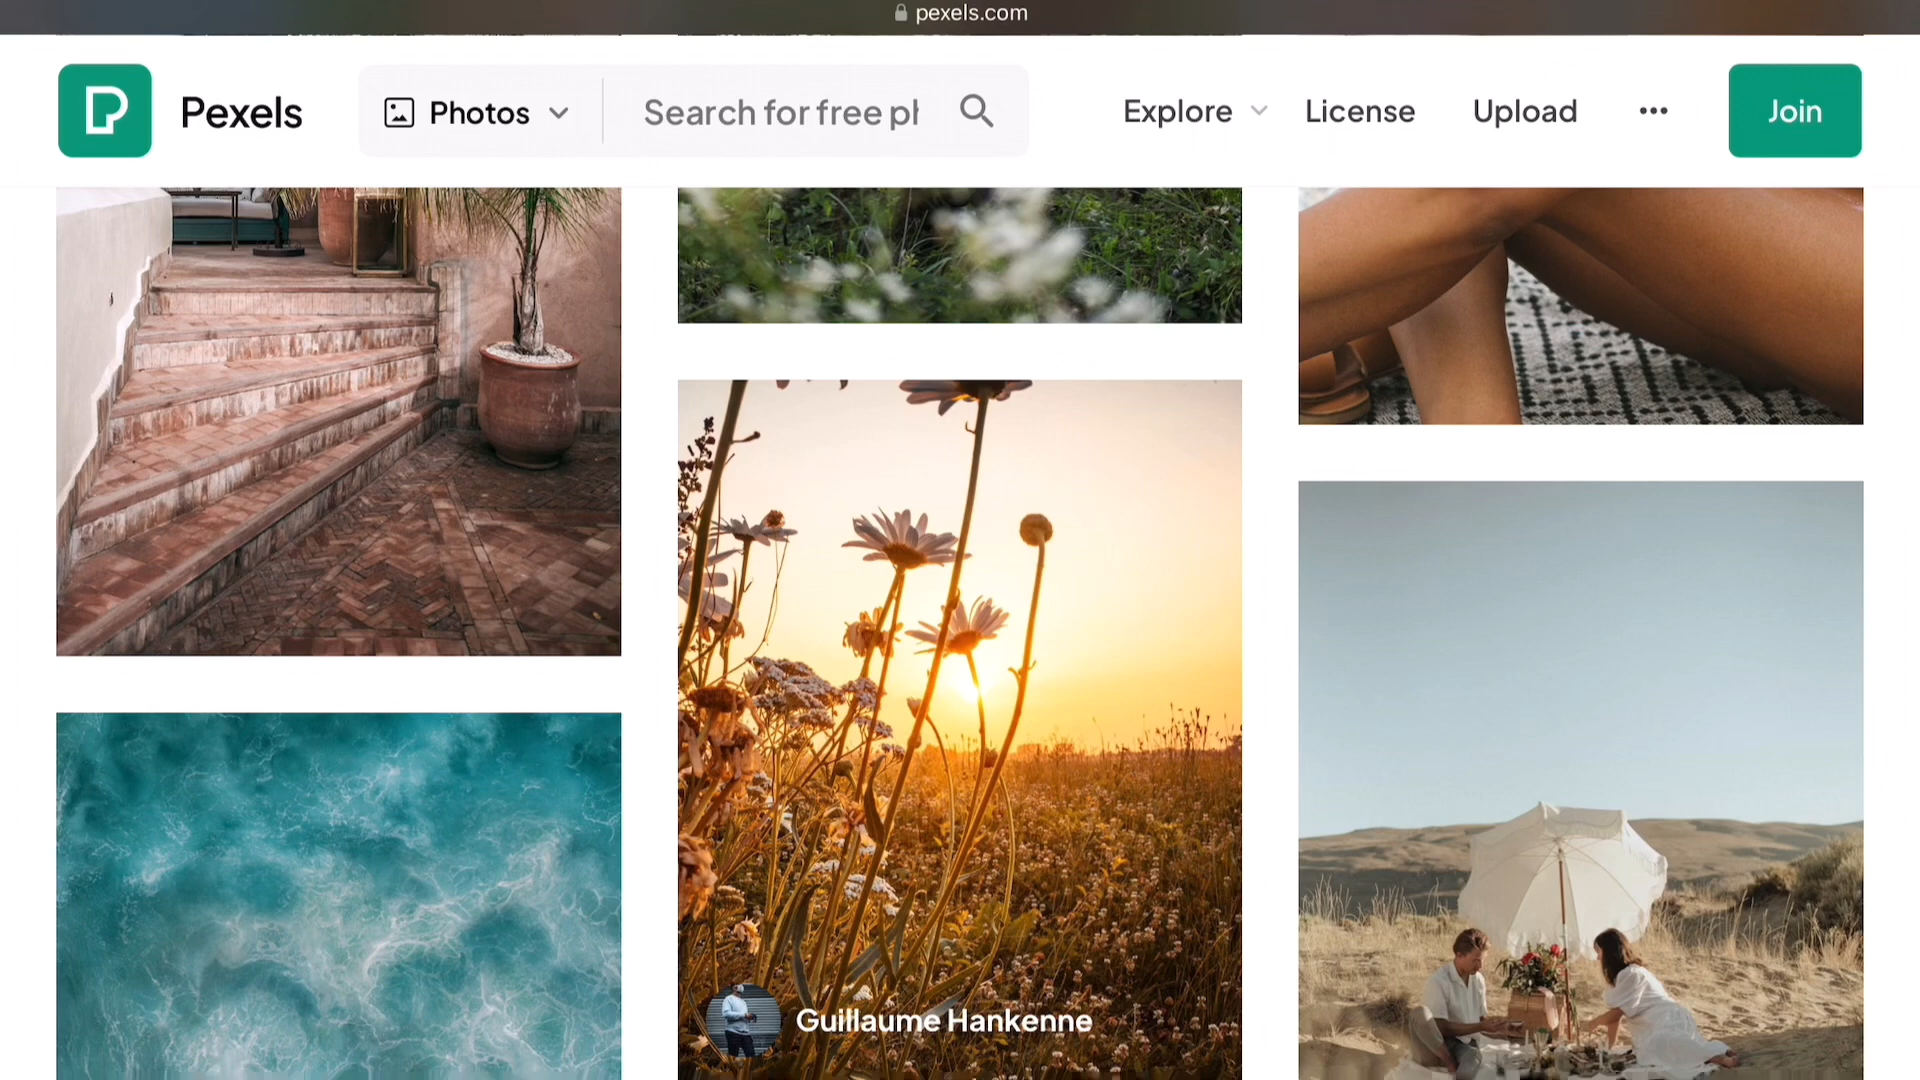 pexels.com
Pexels
Photos
Search for free pl
Explore
License
Upload
Join
Guillaume Hankenne